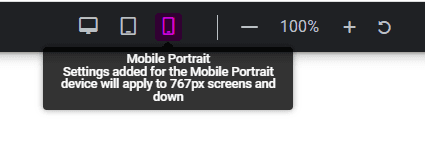 100%
Mobile Portrait
Settings added for the Mobile Portrait
device will apply to 767px screens and
down